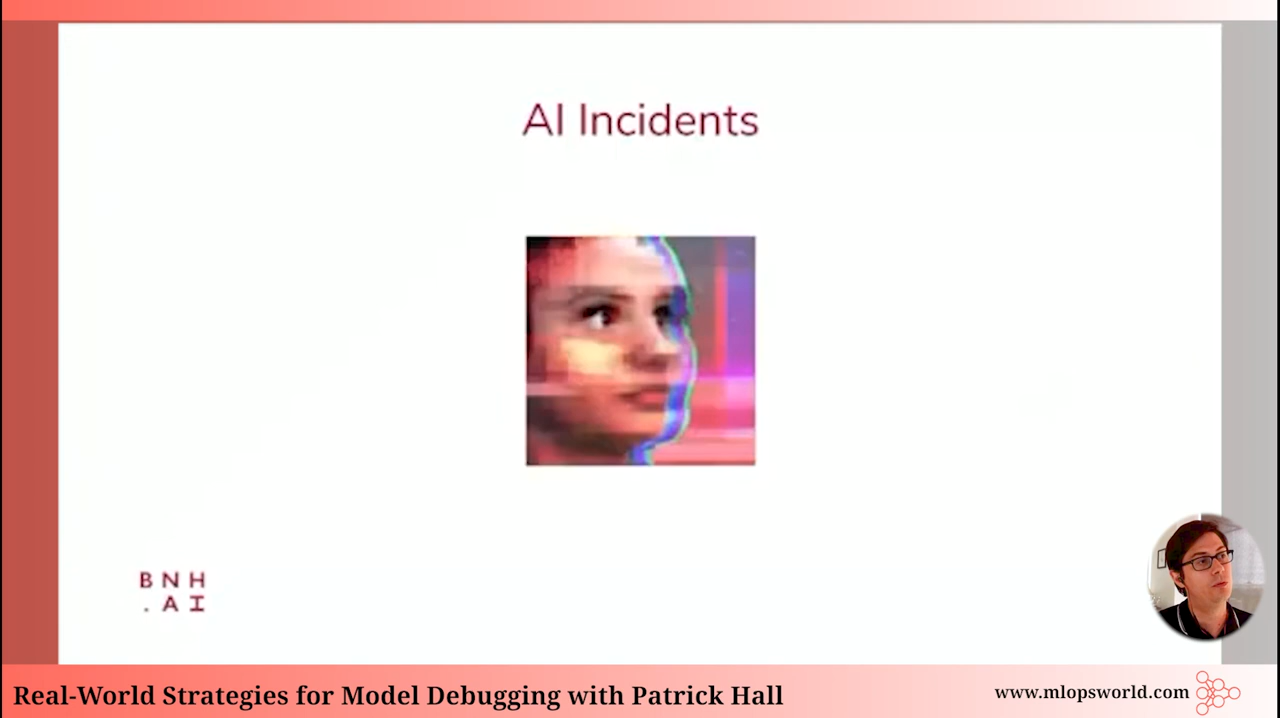 AI Incidents
BNH
.AI
Real-World Strategies for Model Debugging with Patrick Hall
www.mlopsworld.com